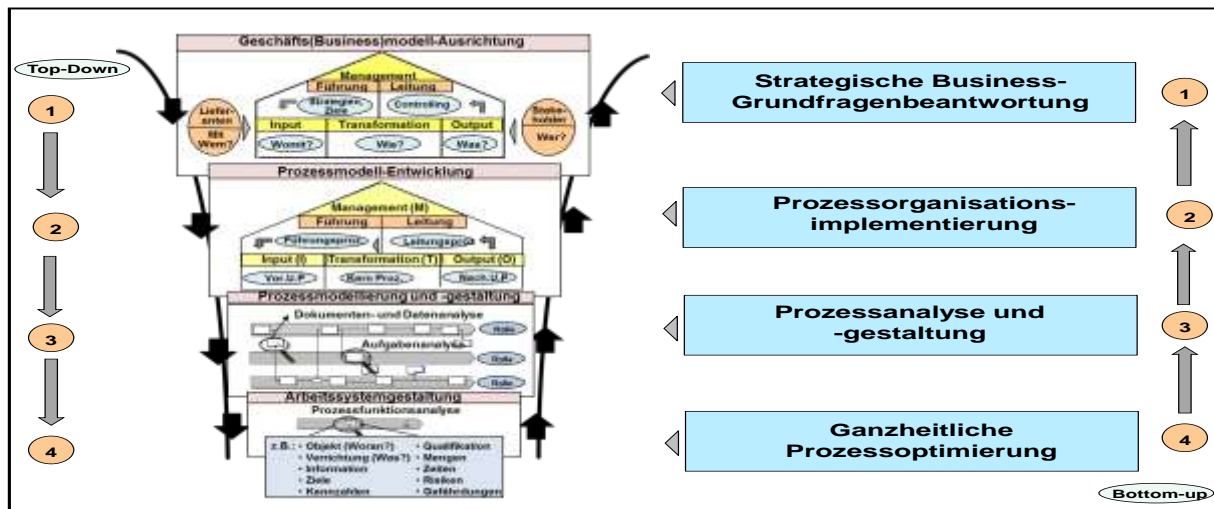 Geschäfts(Business)modell-Ausrichtung
Top-Down
1
2
3
4
Management
Führung Leitung
Strategien, Ziele
Controlling
Liefer-
anten
Mit
Wem?
Stake-
holder
Wer?
Input Transformation Output
Womit? Wie? Was?
Prozessmodell-Entwicklung
Management (M)
Führung Leitung
Führungsproz. Leitungsproz
Input (I) Transformation (T) Output (O)
Vor.U.P Kern Proz. Nach.U.P
Prozessmodellierung und -gestaltung
Dokumenten- und Datenanalyse
Rolle
Aufgabenanalyse
Rolle
Rolle
Arbeitssystemgestaltung
Prozessfunktionsanalyse
z.B.: • Objekt (Woran?) • Qualifikation
• Verrichtung (Was?) • Mengen
• Information • Zeiten
• Ziele • Risiken
• Kennzahlen • Gefährdungen
Strategische Business-
Grundfragenbeantwortung
1
Prozessorganisations-
implementierung
2
Prozessanalyse und
-gestaltung
3
Ganzheitliche
Prozessoptimierung
4
Bottom-up